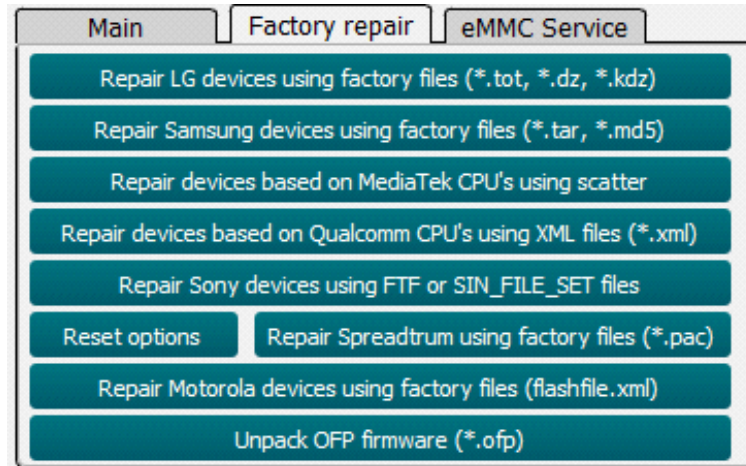 Main Factory repair eMMC Service
Repair LG devices using factory files (*.tot, *.dz, *.kdz)
Repair Samsung devices using factory files (*.tar, *.md5)
Repair devices based on MediaTek CPU's using scatter
Repair devices based on Qualcomm CPU's using XML files (*.xml)
Repair Sony devices using FTF or SIN_FILE_SET files
Reset options Repair Spreadtrum using factory files (*.pac)
Repair Motorola devices using factory files (flashfile.xml)
Unpack OFP firmware (*.ofp)